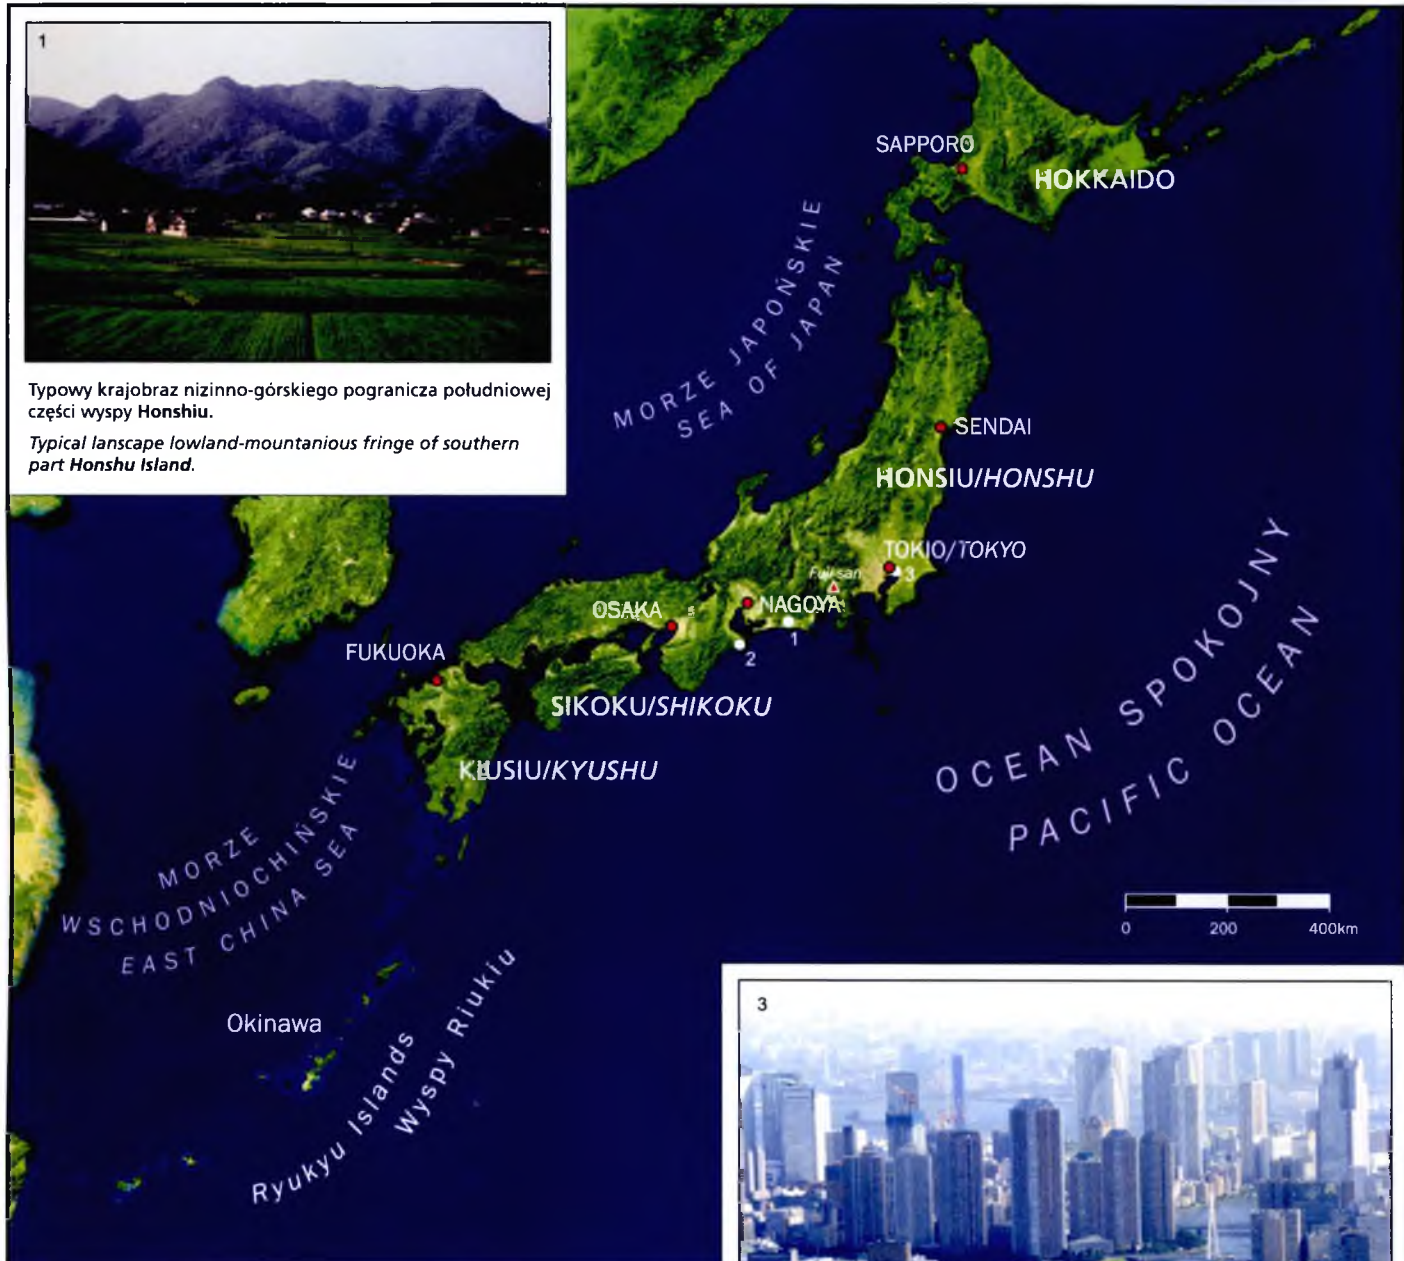 1
Typowy krajobraz nizinno-górskiego pogranicza południowej
części wyspy Honshiu.
Typical lanscape lowland-mountanious fringe of southern
part Honshu Island.
SAPPORO
HOKKAIDO
MORZE JAPOŃSKIE
SEA OF JAPAN
SENDAI
HONSIU/HONSHU
TOKIO/TOKYO
3
Fuji-san
NAGOYA
OSAKA
1
2
FUKUOKA
SIKOKU/SHIKOKU
KIUSIU/KYUSHU
OCEAN SPOKOJNY
PACIFIC OCEAN
MORZE
WSCHODNIOCHIŃSKIE
EAST CHINA SEA
0 200 400km
Okinawa
Ryukyu Islands
Wyspy Riukiu
3